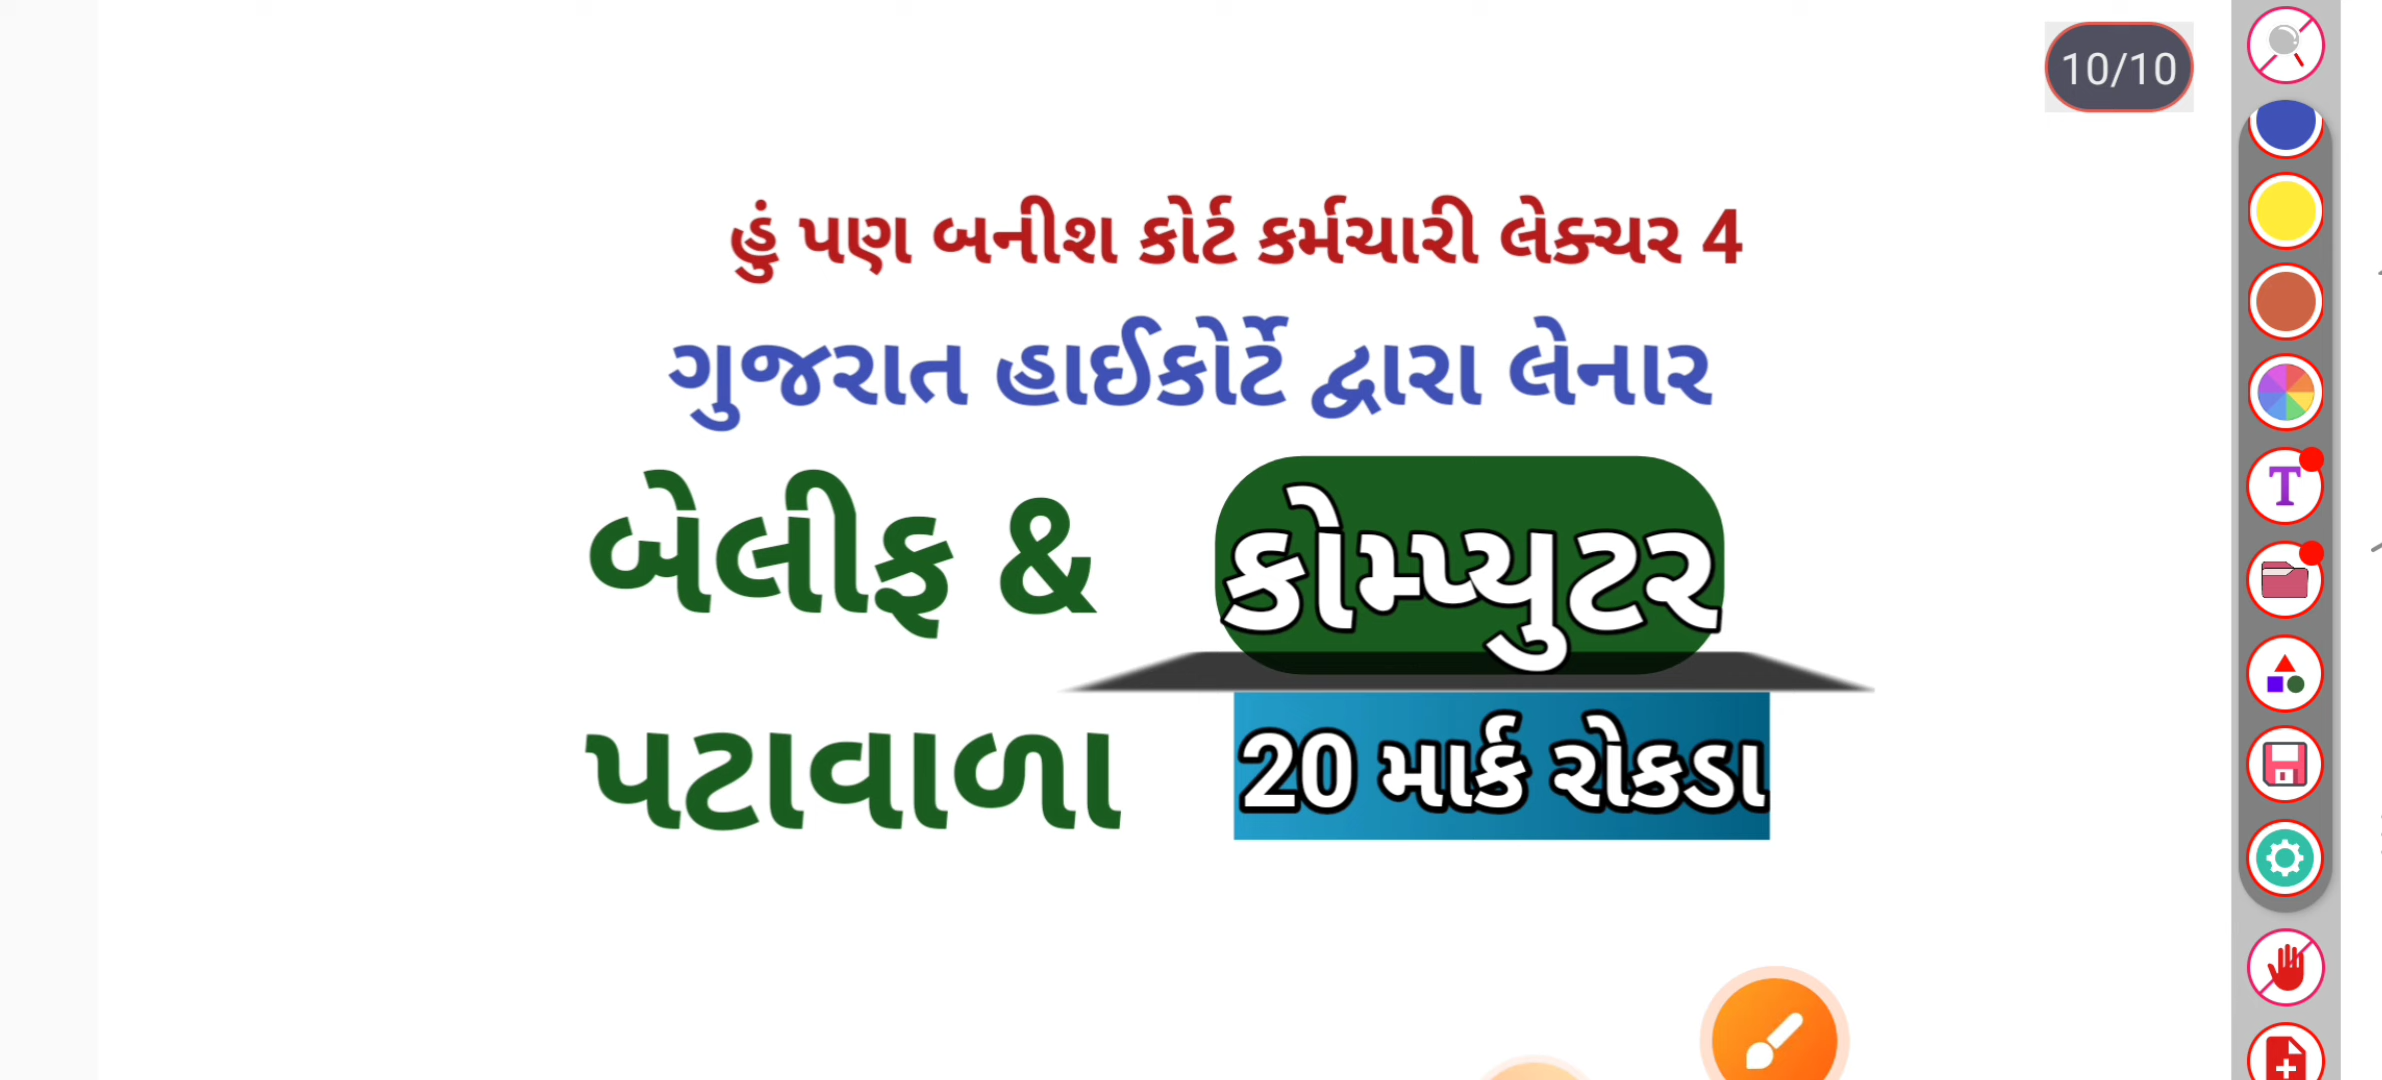 10/10
હું પણ બનીશ કોર્ટ કર્મચારી લેક્ચર 4
ગુજરાત હાઈકોર્ટે દ્વારા લેનાર
બેલીફ & કોમ્પ્યુટર
પટાવાળા 20 માર્ક રોકડા
T